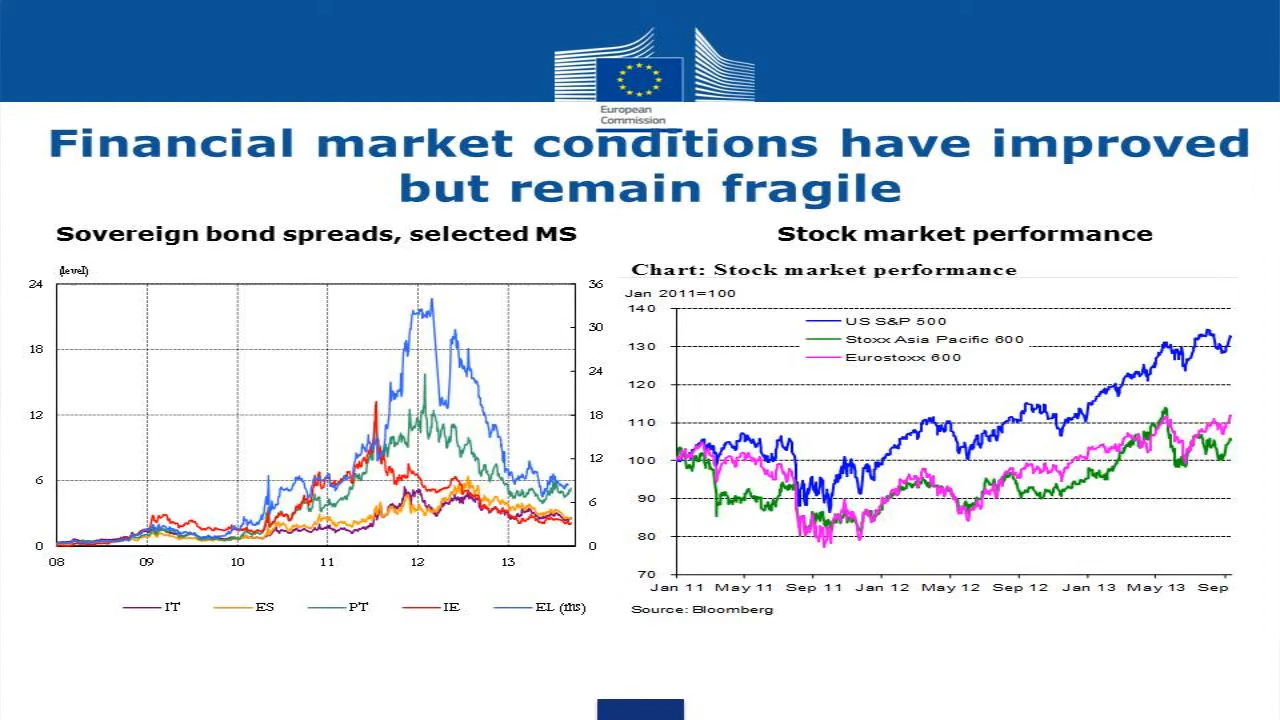 European
Commission
Financial market conditions have improved
but remain fragile
Sovereign bond spreads, selected MS
Stock market performance
(level)
24
18
12
6
0
36
30
24
18
12
6
0
08 09 10 11 12 13
IT ES PT IE EL (rhs)
Chart: Stock market performance
Jan 2011=100
140
130
120
110
100
90
80
70
US S&P 500
Stoxx Asia Pacific 600
Eurostoxx 600
Jan 11 May 11 Sep 11 Jan 12 May 12 Sep 12 Jan 13 May 13 Sep
Source: Bloomberg